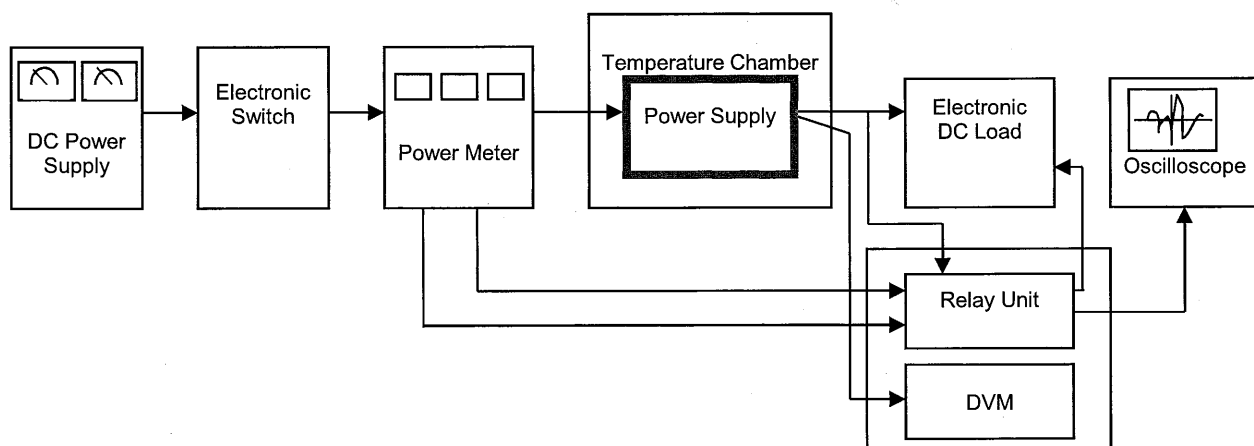 DC Power
Supply
Electronic
Switch
Power Meter
Temperature Chamber
Power Supply
Electronic
DC Load
Oscilloscope
Relay Unit
DVM